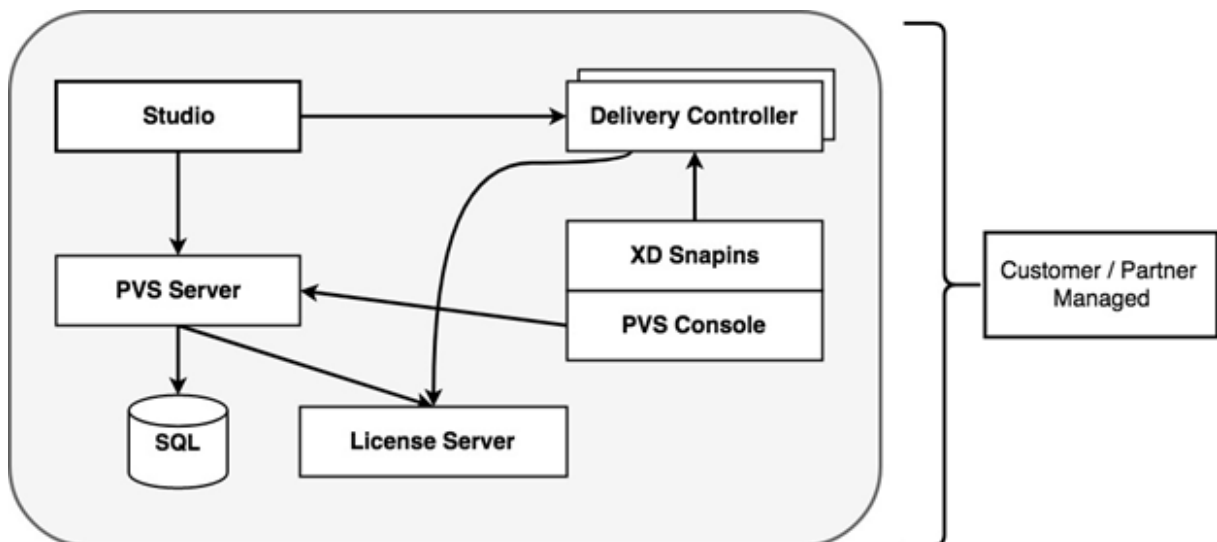 Studio
Delivery Controller
XD Snapins
PVS Server
PVS Console
SQL
License Server
Customer / Partner
Managed